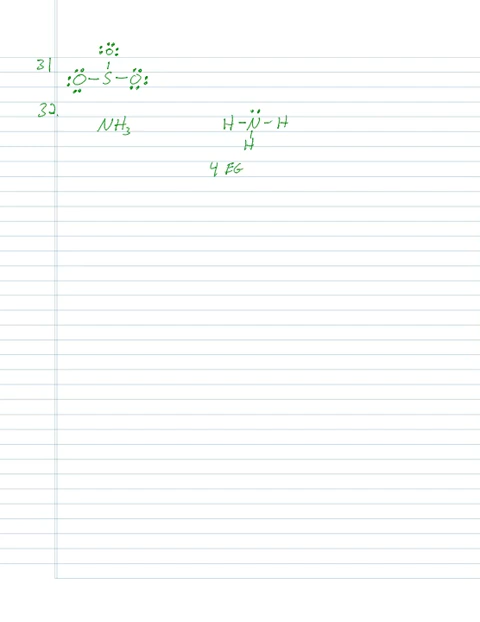 31
:Ö:
:Ö – S – Ö:
32.
NH₃ H – N̈ – H
H
4 EG